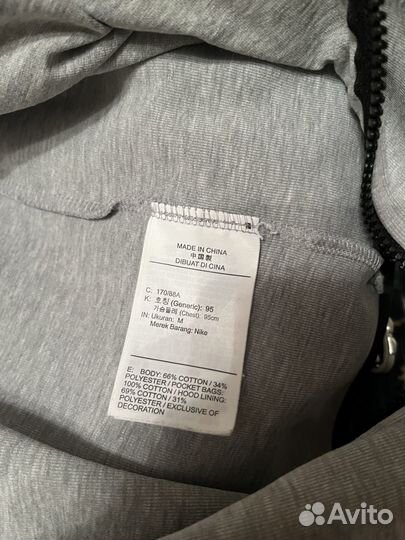 MADE IN CHINA
中国製
DIBUAT DI CINA
C: 170/88A
K: 호칭 (Generic): 95
가슴둘레 (Chest): 95cm
IN: Ukuran: M
Merek Barang: Nike
E: BODY: 66% COTTON / 34%
POLYESTER / POCKET BAGS:
100% COTTON / HOOD LINING:
69% COTTON / 31%
POLYESTER / EXCLUSIVE OF
DECORATION
Avito